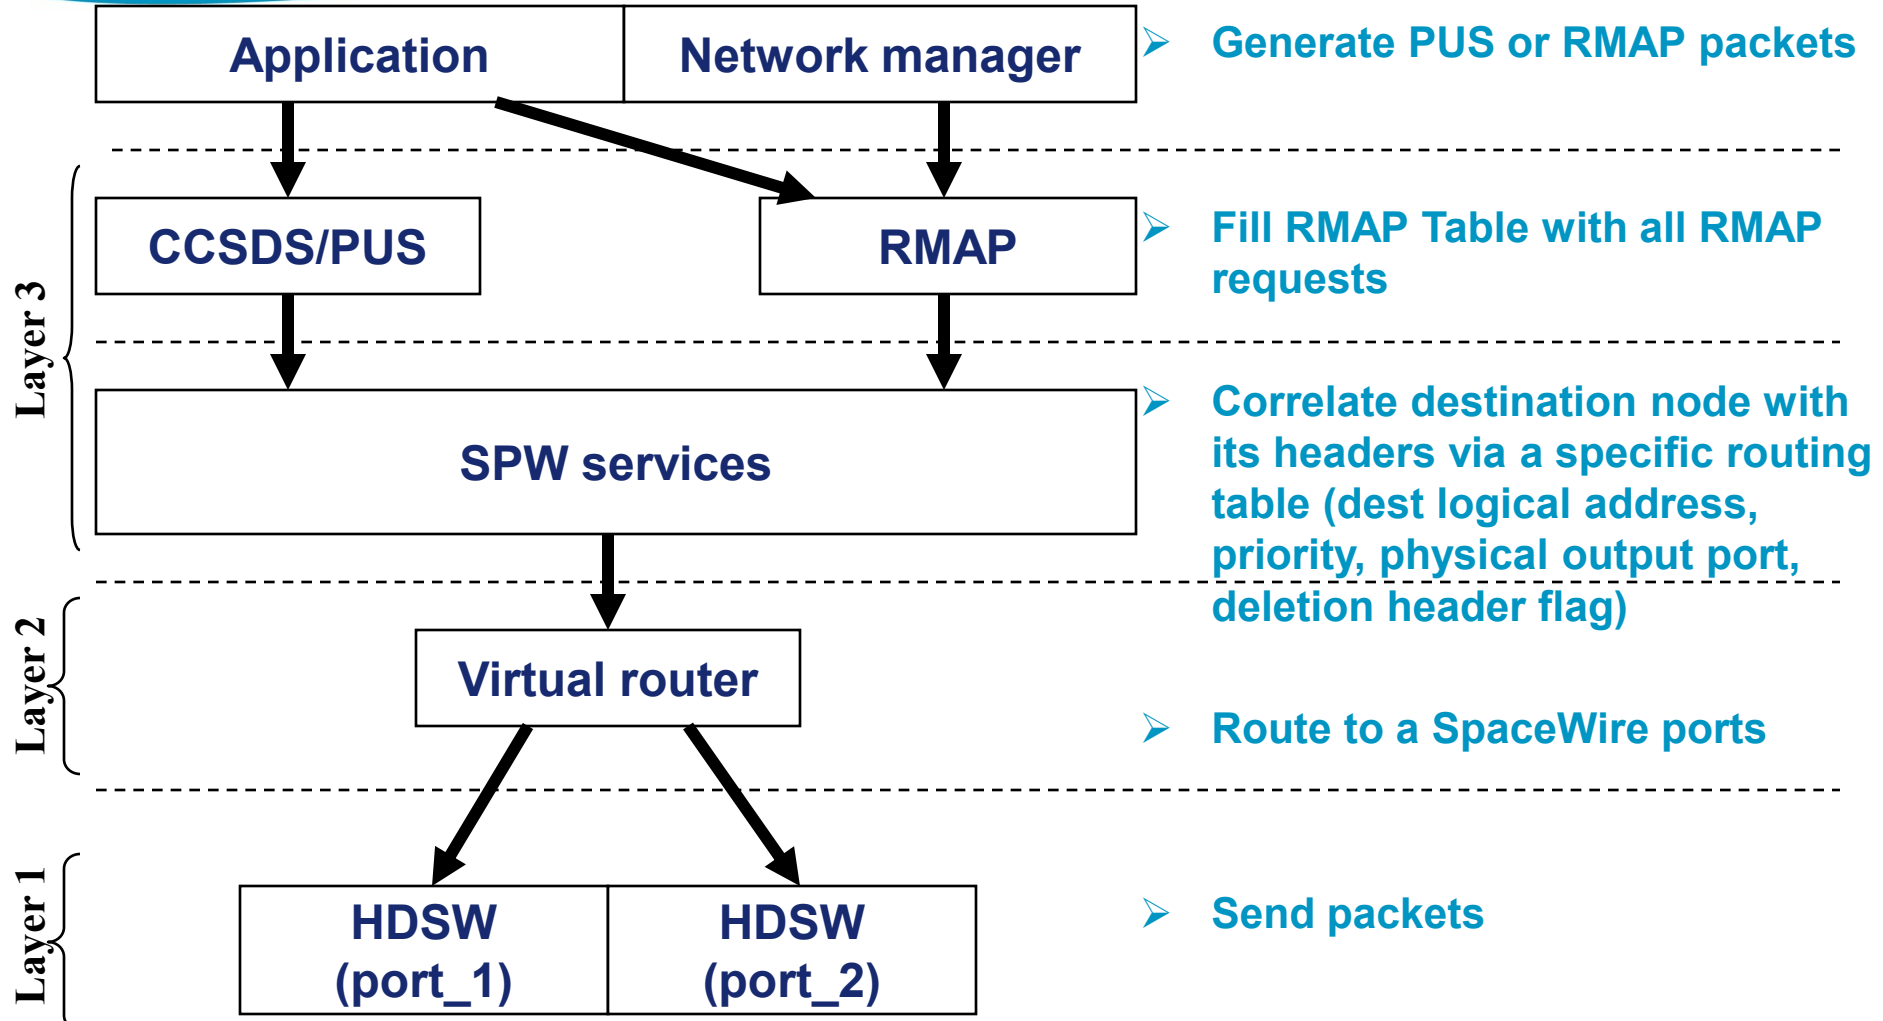 Application
Network manager
Generate PUS or RMAP packets
Layer 3
CCSDS/PUS
RMAP
Fill RMAP Table with all RMAP
requests
SPW services
Correlate destination node with
its headers via a specific routing
table (dest logical address,
priority, physical output port,
deletion header flag)
Layer 2
Virtual router
Route to a SpaceWire ports
Layer 1
HDSW
(port_1)
HDSW
(port_2)
Send packets